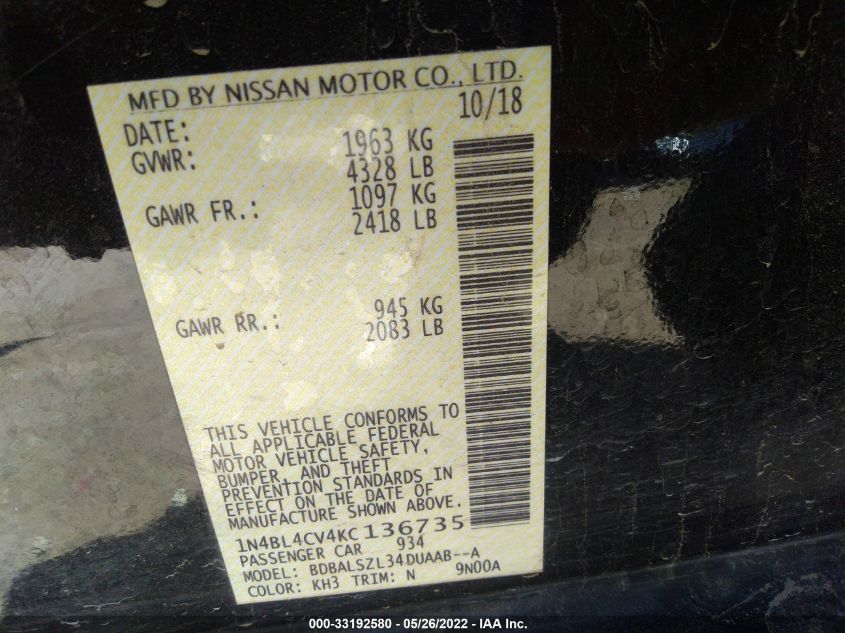 MFD BY NISSAN MOTOR CO., LTD.
DATE: 10/18
GVWR: 1963 KG
4328 LB
GAWR FR.: 1097 KG
2418 LB
GAWR RR.: 945 KG
2083 LB
THIS VEHICLE CONFORMS TO
ALL APPLICABLE FEDERAL
MOTOR VEHICLE SAFETY,
BUMPER, AND THEFT
PREVENTION STANDARDS IN
EFFECT ON THE DATE OF
MANUFACTURE SHOWN ABOVE.
1N4BL4CV4KC136735
PASSENGER CAR 934
MODEL: BDBALSZL34DUAAB--A
COLOR: KH3 TRIM: N 9N00A
000-33192580 - 05/26/2022 - IAA Inc.